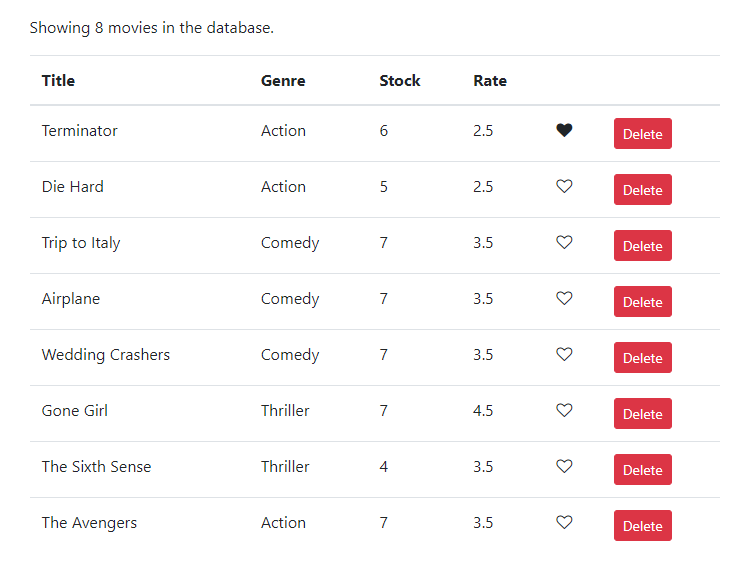 Showing 8 movies in the database.
Title Genre Stock Rate
Terminator Action 6 2.5 Delete
Die Hard Action 5 2.5 Delete
Trip to Italy Comedy 7 3.5 Delete
Airplane Comedy 7 3.5 Delete
Wedding Crashers Comedy 7 3.5 Delete
Gone Girl Thriller 7 4.5 Delete
The Sixth Sense Thriller 4 3.5 Delete
The Avengers Action 7 3.5 Delete